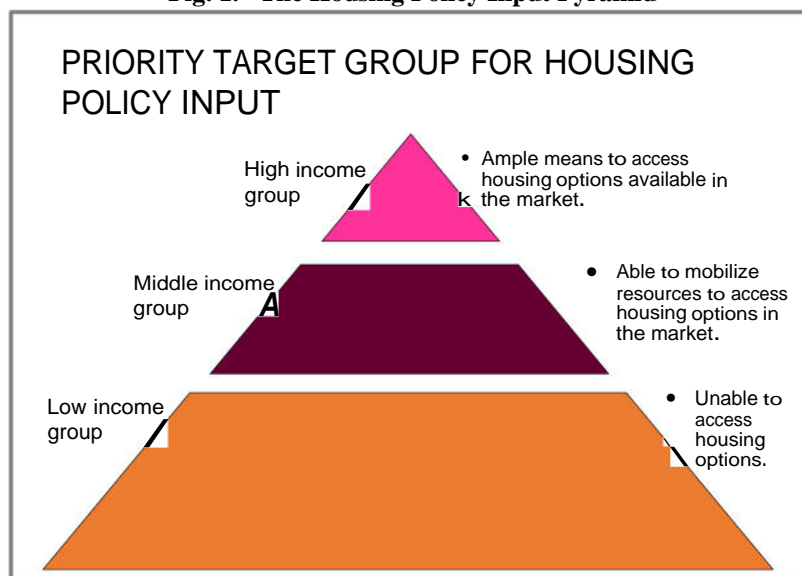 PRIORITY TARGET GROUP FOR HOUSING
POLICY INPUT
High income
group
• Ample means to access
housing options available in
k the market.
Middle income
group
A
• Able to mobilize
resources to access
housing options in
the market.
Low income
group
• Unable to
access
housing
options.